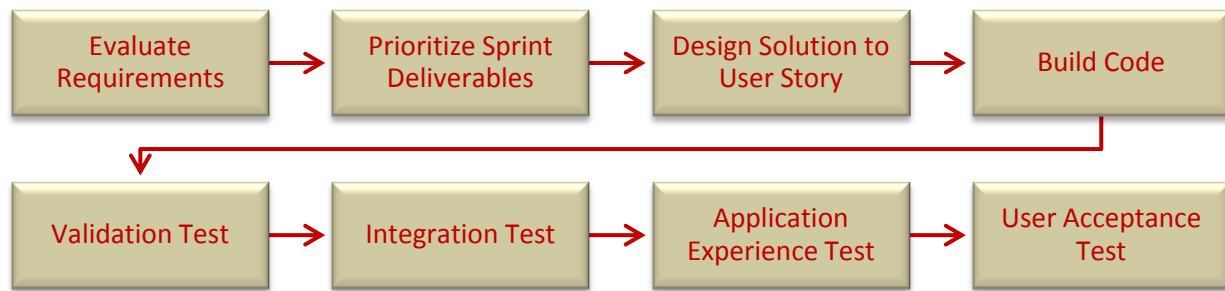 Evaluate
Requirements
Prioritize Sprint
Deliverables
Design Solution to
User Story
Build Code
Validation Test
Integration Test
Application
Experience Test
User Acceptance
Test